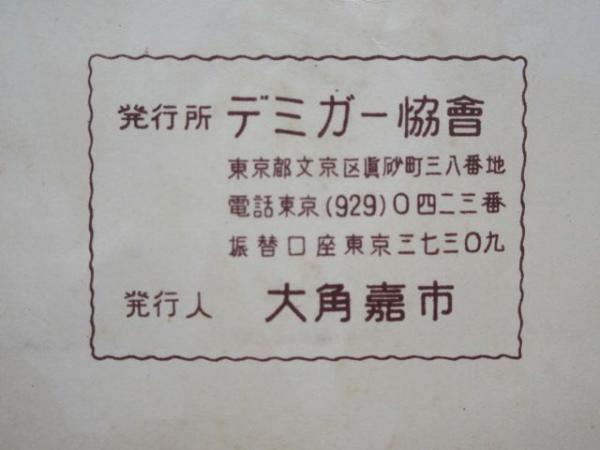 発行所 デミガー協會
東京都文京区眞砂町三八番地
電話東京(929)0四二三番
振替口座東京三七三〇九
発行人 大角嘉市